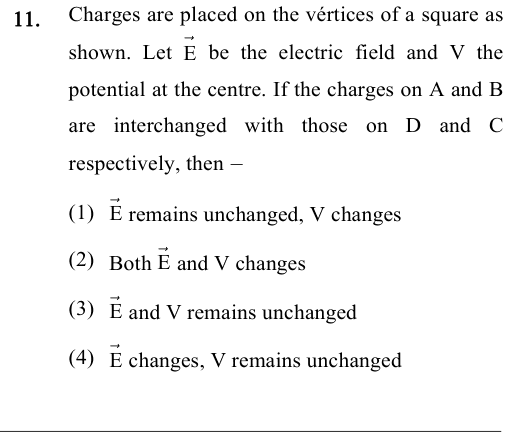 11. Charges are placed on the vértices of a square as
shown. Let E⃗ be the electric field and V the
potential at the centre. If the charges on A and B
are interchanged with those on D and C
respectively, then –
(1) E⃗ remains unchanged, V changes
(2) Both E⃗ and V changes
(3) E⃗ and V remains unchanged
(4) E⃗ changes, V remains unchanged